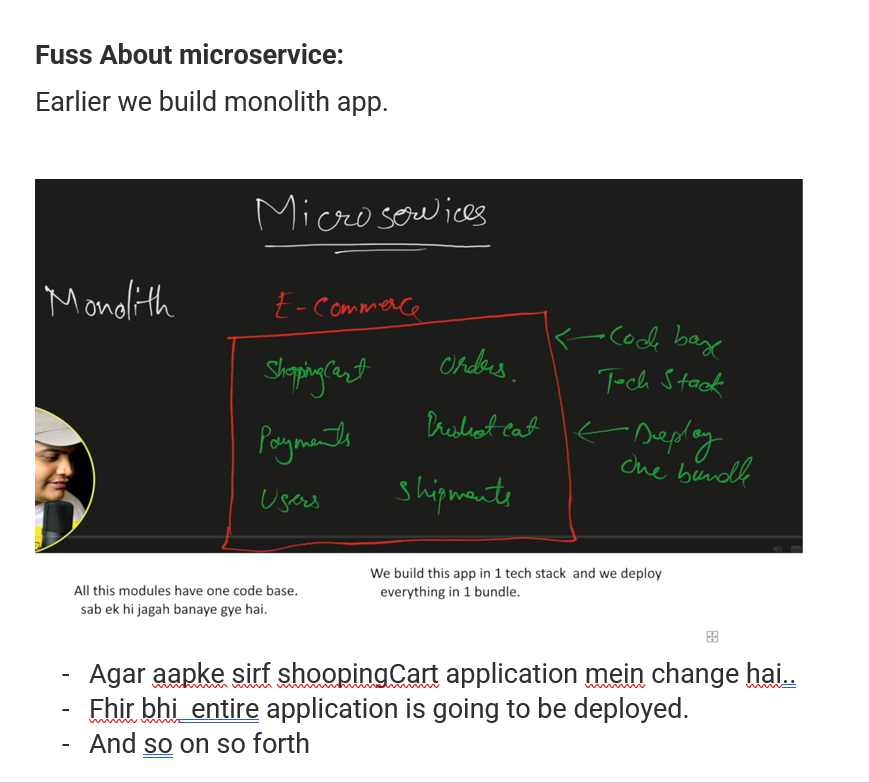 Fuss About microservice:
Earlier we build monolith app.
Microservices
Monolith
E-Commerce
ShoppingCart Orders.
Payments Product cat
Users Shipments
Code base
Tech Stack
Deploy
One bundle
We build this app in 1 tech stack and we deploy
everything in 1 bundle.
All this modules have one code base.
sab ek hi jagah banaye gye hai.
- Agar aapke sirf shoopingCart application mein change hai..
- Fhir bhi entire application is going to be deployed.
- And so on so forth